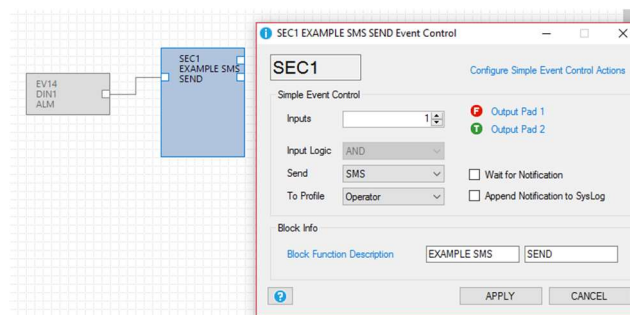 SEC1 EXAMPLE SMS SEND Event Control
EV14
DIN1
ALM
SEC1
EXAMPLE SMS
SEND
SEC1
Configure Simple Event Control Actions
Simple Event Control
Inputs 1
F Output Pad 1
T Output Pad 2
Input Logic AND
Send SMS
Wait for Notification
To Profile Operator
Append Notification to SysLog
Block Info
Block Function Description EXAMPLE SMS SEND
? APPLY CANCEL